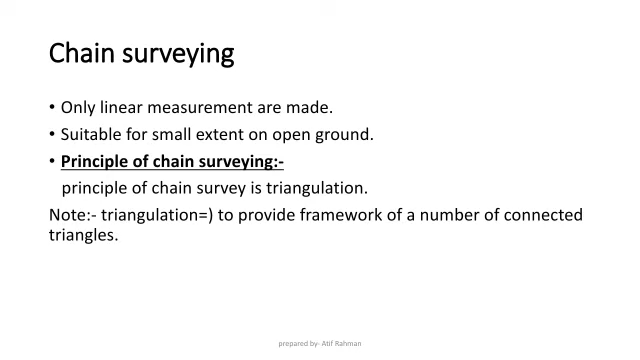 Chain surveying
• Only linear measurement are made.
• Suitable for small extent on open ground.
• Principle of chain surveying:-
principle of chain survey is triangulation.
Note:- triangulation=) to provide framework of a number of connected
triangles.
prepared by- Atif Rahman